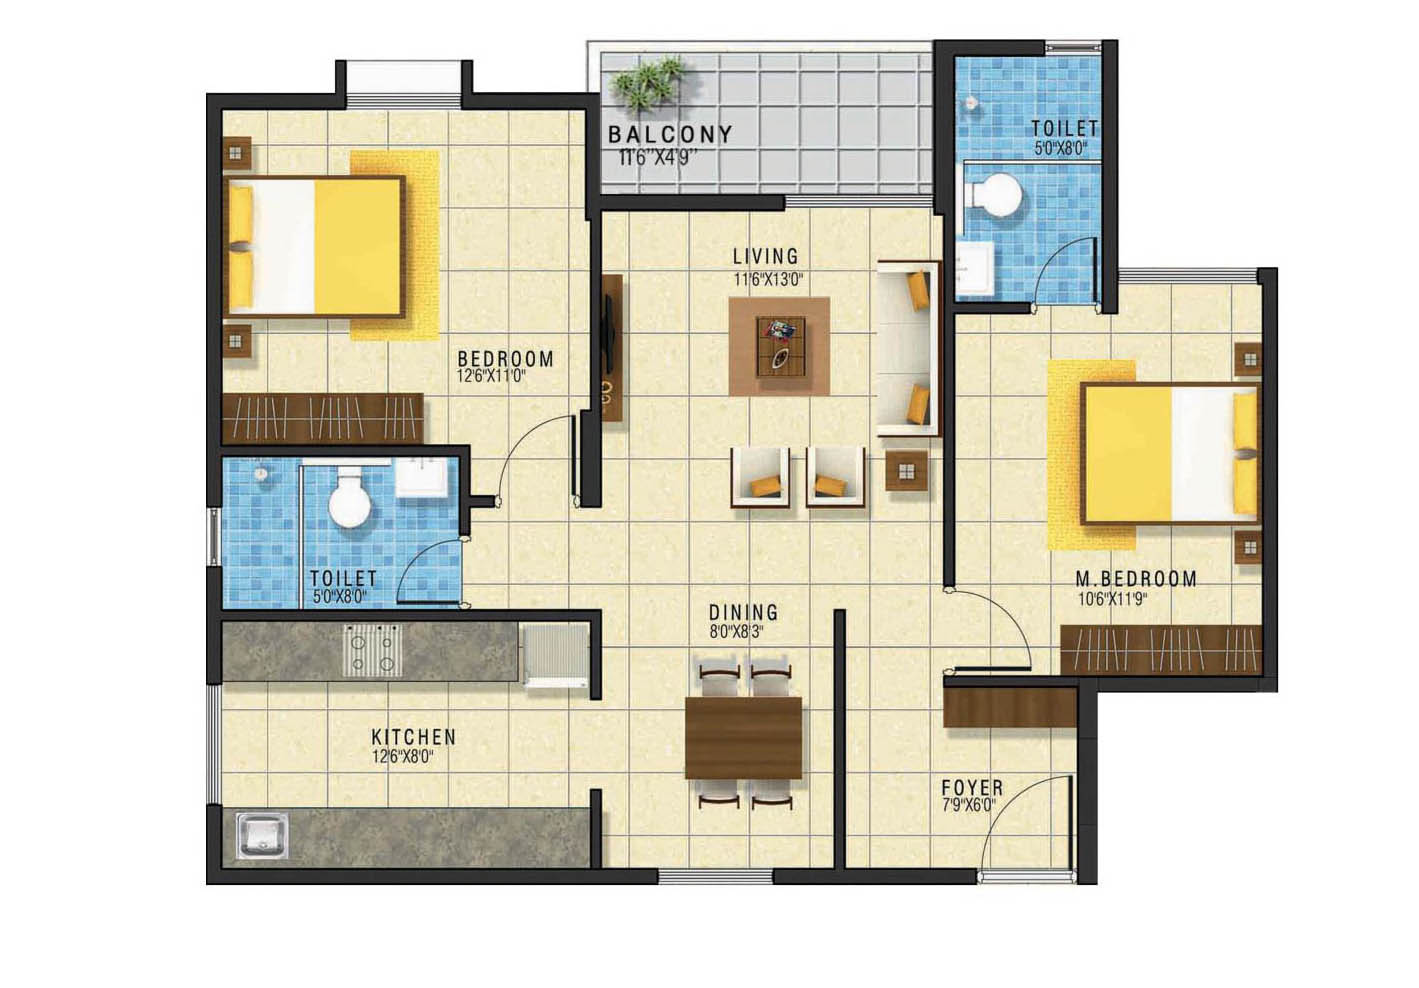 BALCONY
11'6"X4'9"
TOILET
5'0"X8'0"
LIVING
11'6"X13'0"
BEDROOM
12'6"X11'0"
TOILET
5'0"X8'0"
M.BEDROOM
10'6"X11'9"
DINING
8'0"X8'3"
KITCHEN
12'6"X8'0"
FOYER
7'9"X6'0"